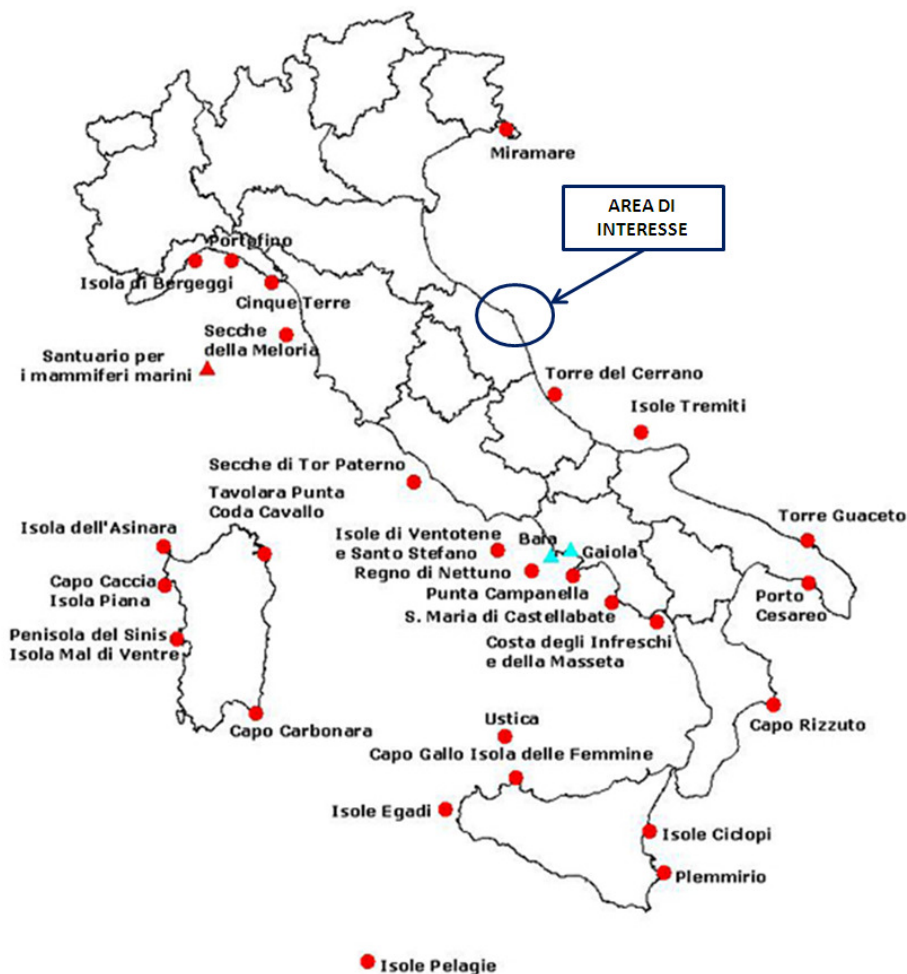 Miramare
AREA DI
INTERESSE
Portofino
Isola di Bergeggi
Cinque Terre
Secche
della Meloria
Santuario per
i mammiferi marini
Torre del Cerrano
Isole Tremiti
Secche di Tor Paterno
Tavolara Punta
Coda Cavallo
Isola dell'Asinara
Torre Guaceto
Isole di Ventotene
e Santo Stefano
Baia
Gaiola
Regno di Nettuno
Capo Caccia
Isola Piana
Punta Campanella
Porto
Cesareo
S. Maria di Castellabate
Penisola del Sinis
Isola Mal di Ventre
Costa degli Infreschi
e della Masseta
Capo Carbonara
Capo Rizzuto
Ustica
Capo Gallo Isola delle Femmine
Isole Egadi
Isole Ciclopi
Plemmirio
Isole Pelagie